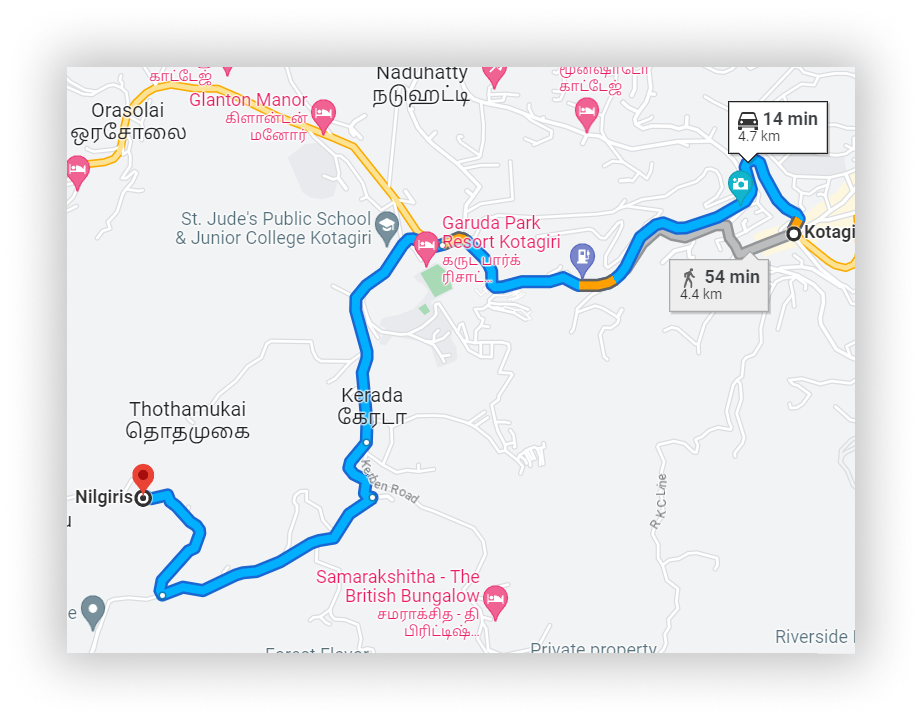 காட்டேஜ்
Naduhatty
நடுஹட்டி
மூன்ஷேடோ
காட்டேஜ்
Glanton Manor
கிளான்டன்
மனோர்
Orasolai
ஒரசோலை
14 min
4.7 km
St. Jude's Public School
& Junior College Kotagiri
Garuda Park
Resort Kotagiri
கருட பார்க்
ரிசாட்...
Kotagi
54 min
4.4 km
Kerada
கேரடா
Thothamukai
தொதமுகை
Kerben Road
Nilgiris
R K C Line
Samarakshitha - The
British Bungalow
சமராக்சித - தி
பிரிட்டிஷ்...
e
Riverside
Private property
Forest Flavor